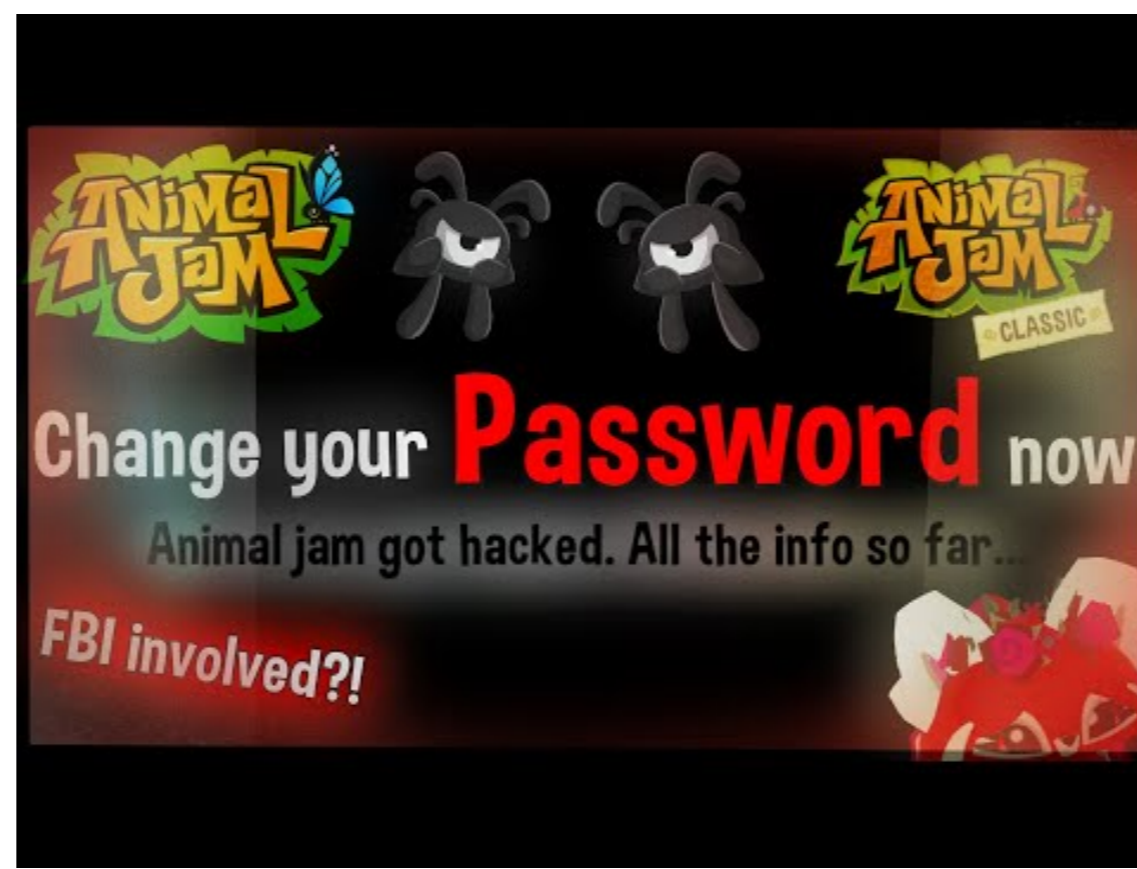 ANIMAL JAM
ANIMAL JAM
CLASSIC
Change your Password now
Animal jam got hacked. All the info so far...
FBI involved?!